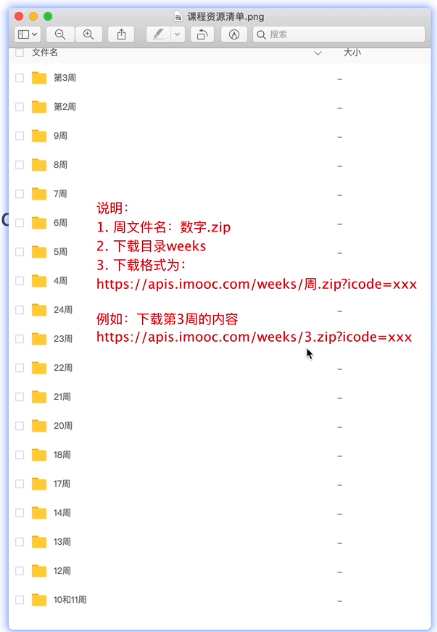 课程资源清单.png
搜索
文件名 大小
第3周 –
第2周 –
9周 –
8周 –
7周 –
6周 –
5周 –
4周 –
24周 –
23周 –
22周 –
21周 –
20周 –
18周 –
17周 –
14周 –
13周 –
12周 –
10和11周 –
说明：
1. 周文件名：数字.zip
2. 下载目录weeks
3. 下载格式为：
https://apis.imooc.com/weeks/周.zip?icode=xxx
例如：下载第3周的内容
https://apis.imooc.com/weeks/3.zip?icode=xxx